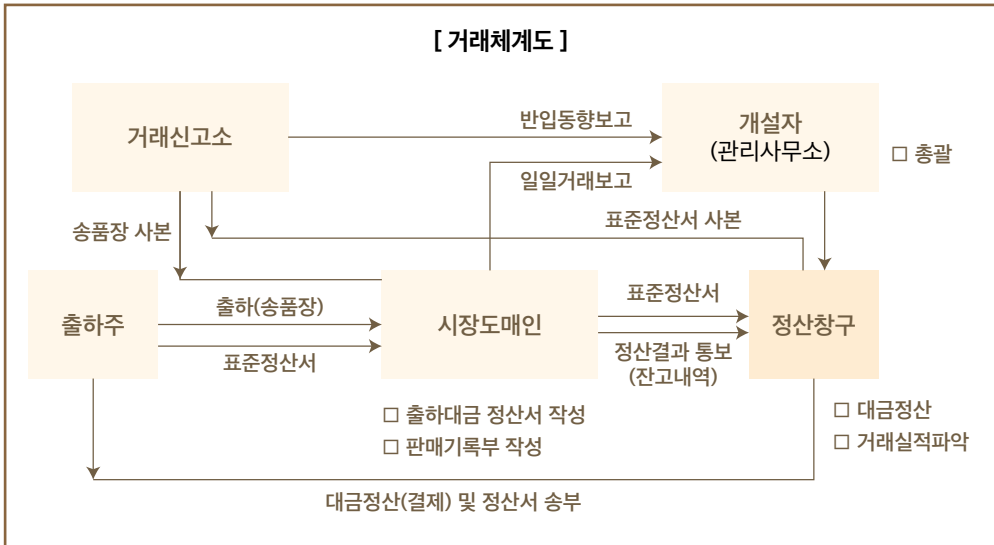 [ 거래체계도 ]
거래신고소
반입동향보고
개설자
(관리사무소)
□ 총괄
일일거래보고
송품장 사본
표준정산서 사본
출하주
출하(송품장)
표준정산서
시장도매인
표준정산서
정산결과 통보
(잔고내역)
정산창구
□ 출하대금 정산서 작성
□ 판매기록부 작성
□ 대금정산
□ 거래실적파악
대금정산(결제) 및 정산서 송부